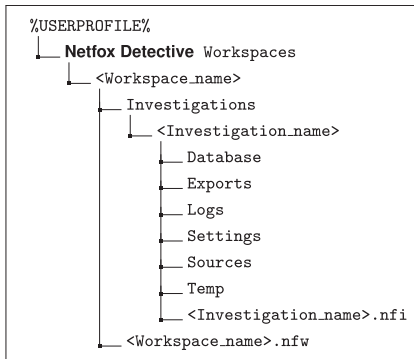 %USERPROFILE%
Netfox Detective Workspaces
<Workspace_name>
Investigations
<Investigation_name>
Database
Exports
Logs
Settings
Sources
Temp
<Investigation_name>.nfi
<Workspace_name>.nfw